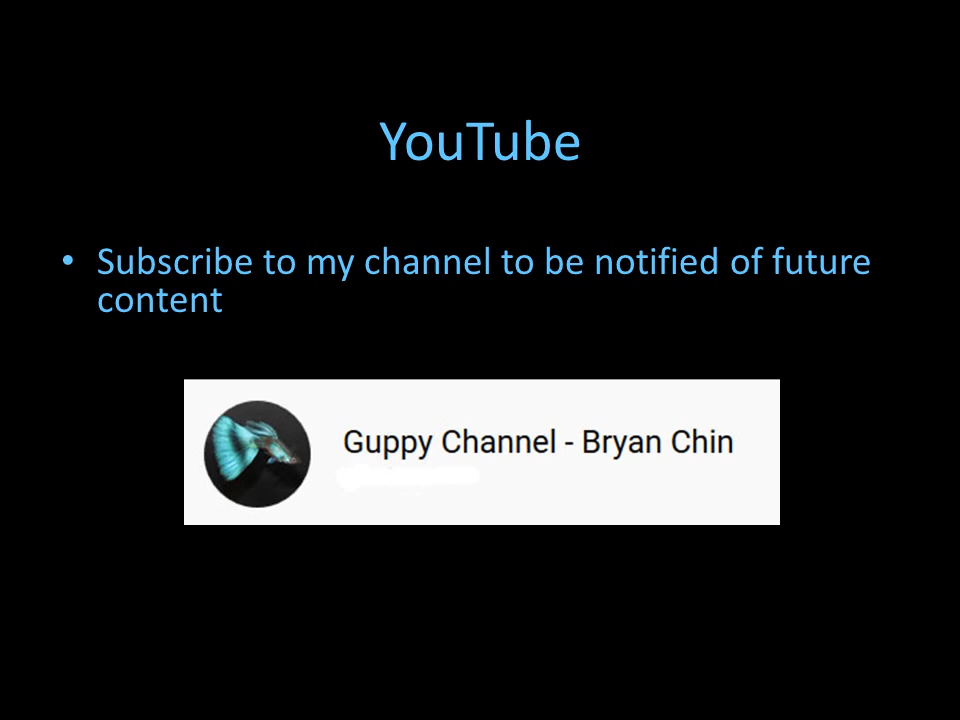 YouTube
• Subscribe to my channel to be notified of future
content
Guppy Channel - Bryan Chin